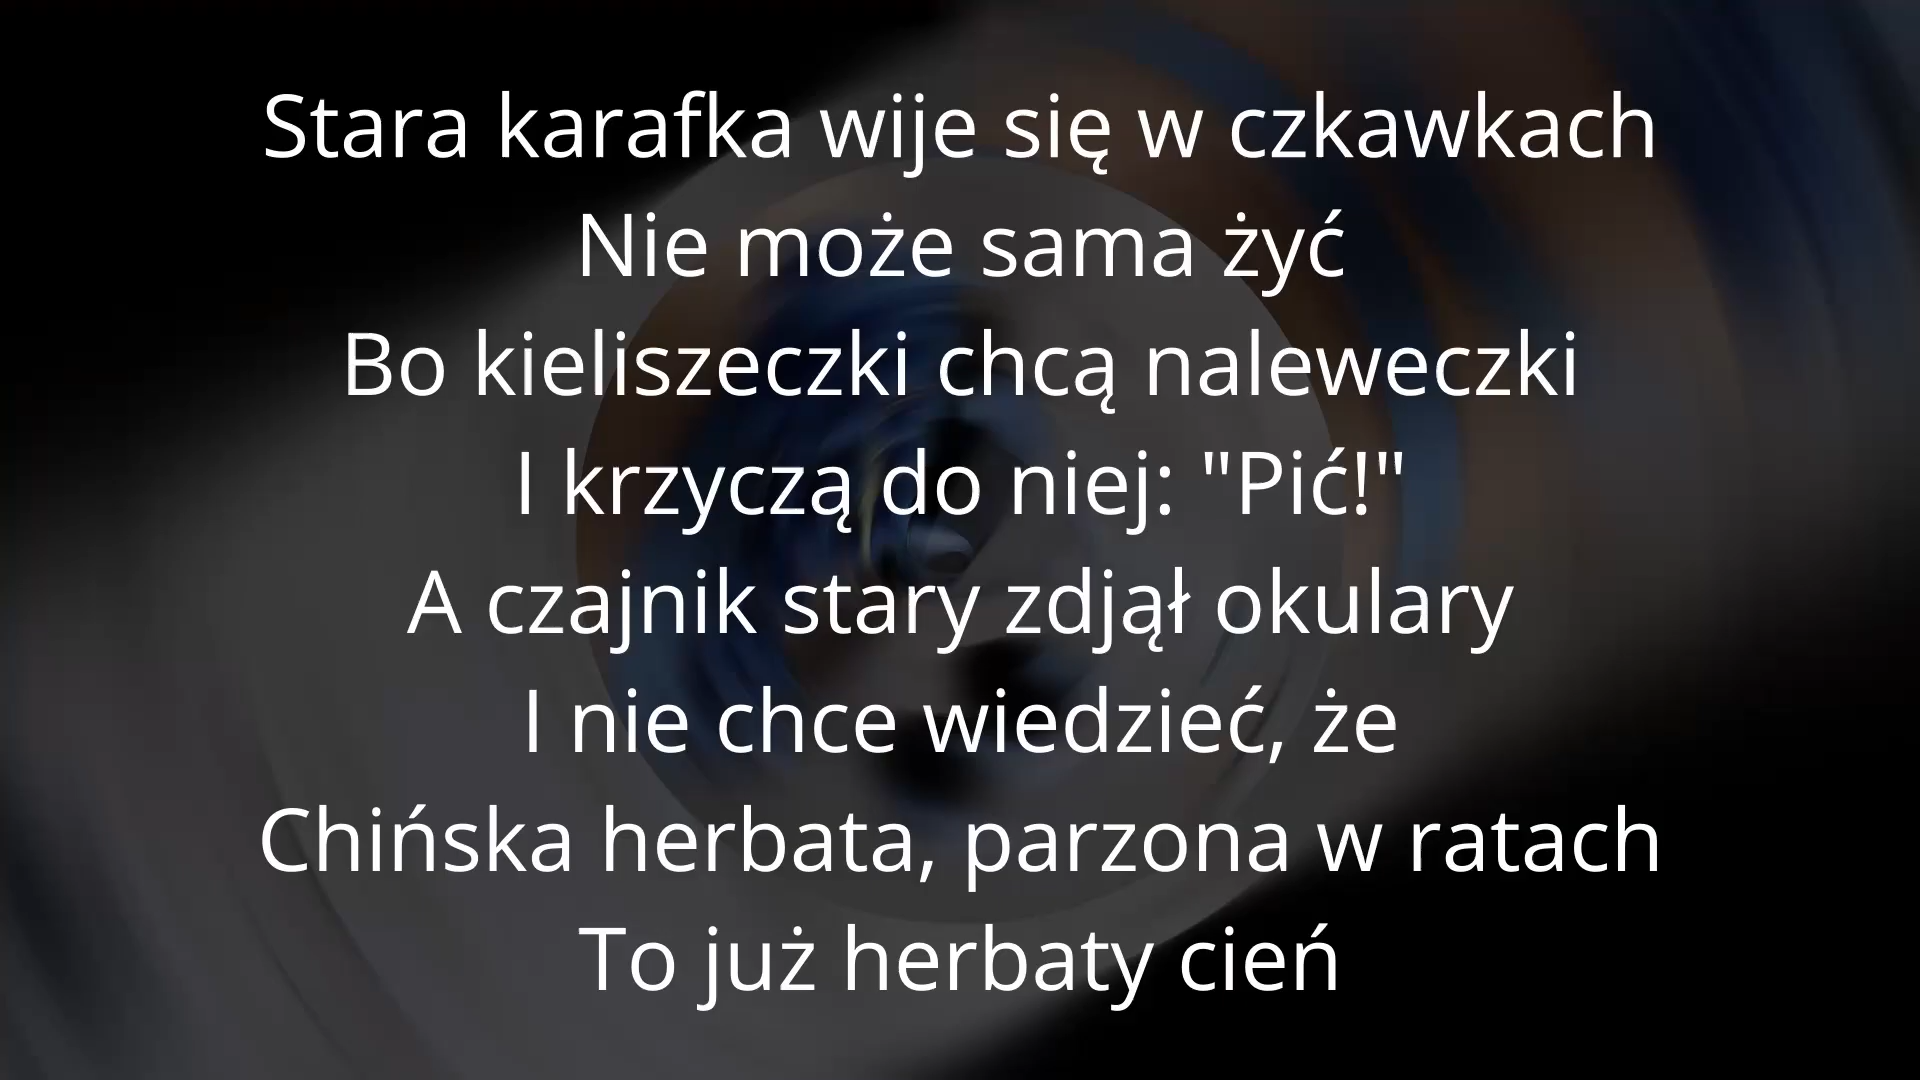 Stara karafka wije się w czkawkach
Nie może sama żyć
Bo kieliszeczki chcą naleweczki
I krzyczą do niej: "Pić!"
A czajnik stary zdjął okulary
I nie chce wiedzieć, że
Chińska herbata, parzona w ratach
To już herbaty cień